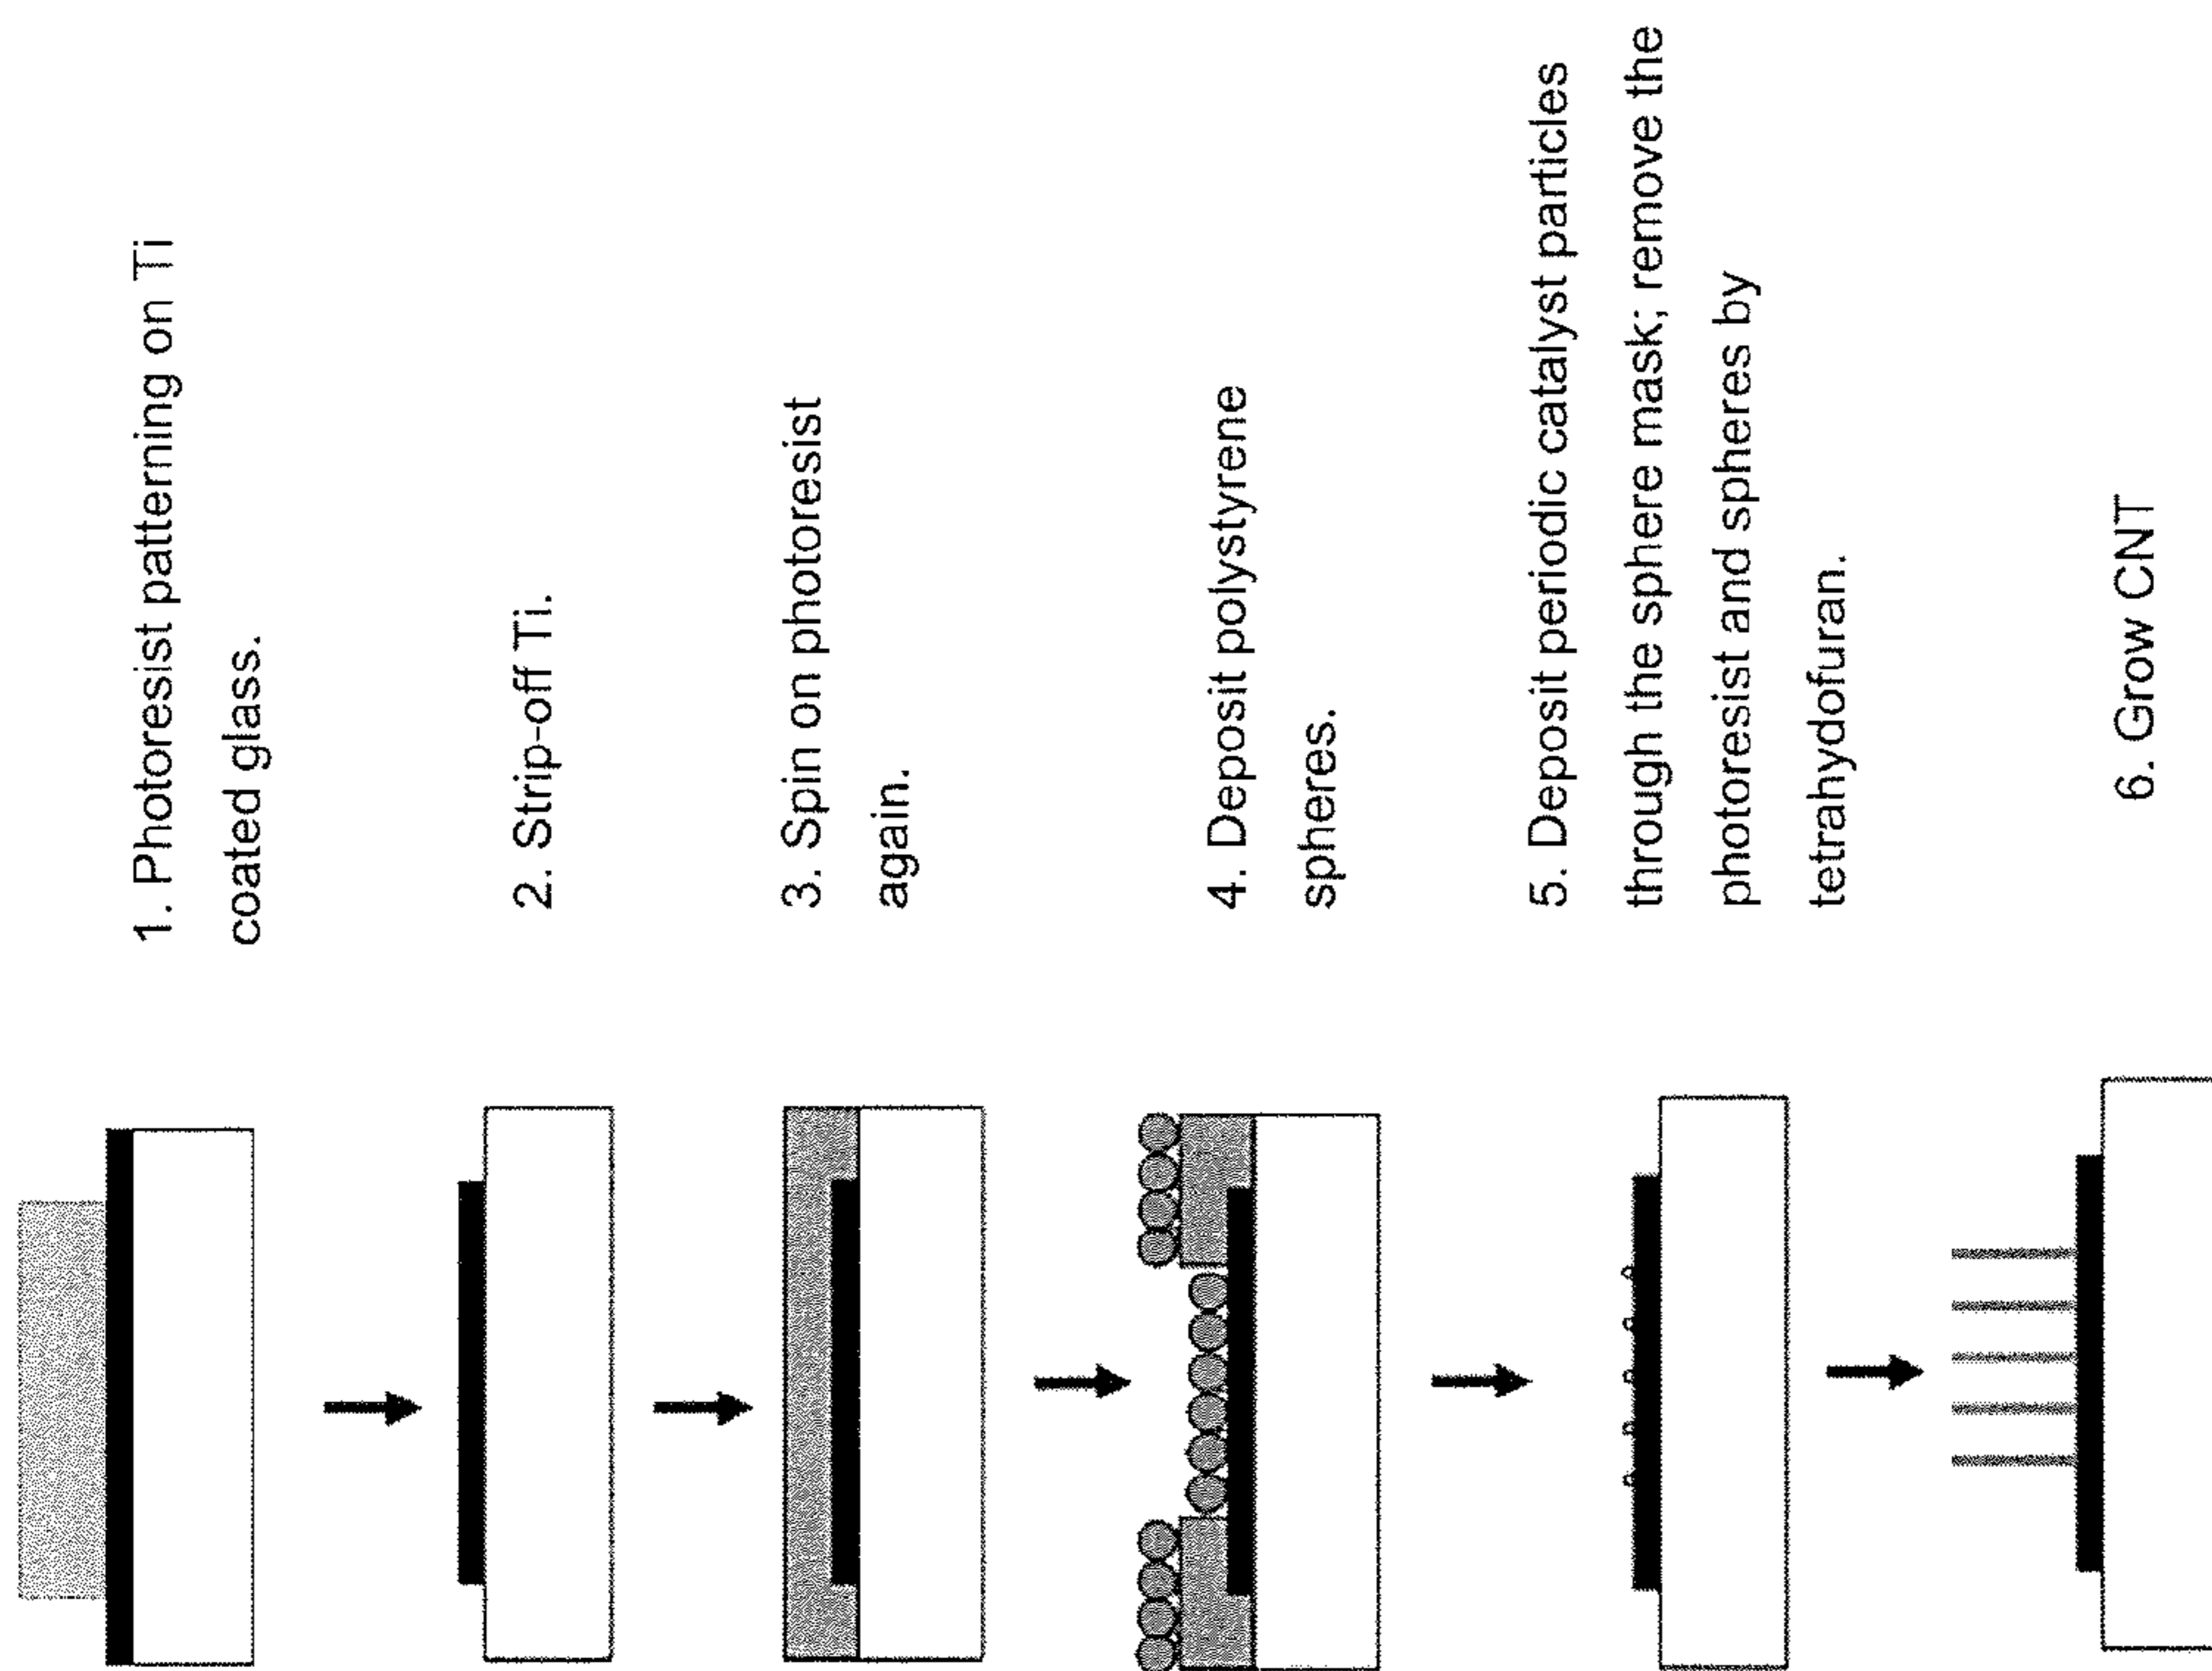 1. Photoresist patterning on Ti
coated glass.
2. Strip-off Ti.
3. Spin on photoresist
again.
4. Deposit polystyrene
spheres.
5. Deposit periodic catalyst particles
through the sphere mask; remove the
photoresist and spheres by
tetrahydofuran.
6. Grow CNT